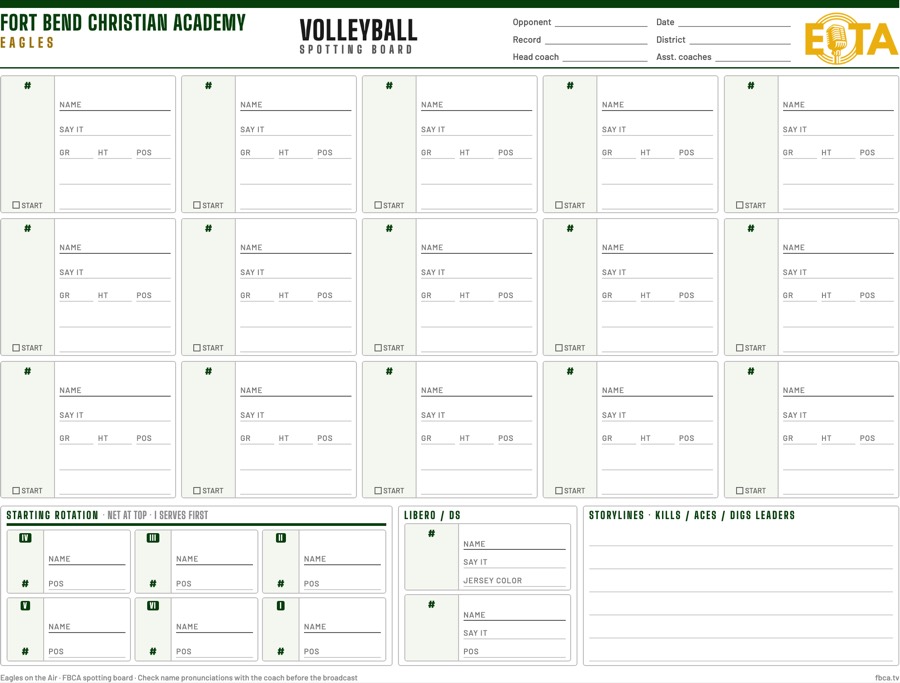 FORT BEND CHRISTIAN ACADEMY
EAGLES
VOLLEYBALL
SPOTTING BOARD
Opponent Date
Record District
Head coach Asst. coaches
EOTA
# # # # #
NAME NAME NAME NAME NAME
SAY IT SAY IT SAY IT SAY IT SAY IT
GR HT POS GR HT POS GR HT POS GR HT POS GR HT POS
START START START START START
# # # # #
NAME NAME NAME NAME NAME
SAY IT SAY IT SAY IT SAY IT SAY IT
GR HT POS GR HT POS GR HT POS GR HT POS GR HT POS
START START START START START
# # # # #
NAME NAME NAME NAME NAME
SAY IT SAY IT SAY IT SAY IT SAY IT
GR HT POS GR HT POS GR HT POS GR HT POS GR HT POS
START START START START START
STARTING ROTATION · NET AT TOP · I SERVES FIRST
IV III II
NAME NAME NAME
# POS # POS # POS
V VI I
NAME NAME NAME
# POS # POS # POS
LIBERO / DS
#
NAME
SAY IT
JERSEY COLOR
#
NAME
SAY IT
POS
STORYLINES · KILLS / ACES / DIGS LEADERS
Eagles on the Air · FBCA spotting board · Check name pronunciations with the coach before the broadcast
fbca.tv